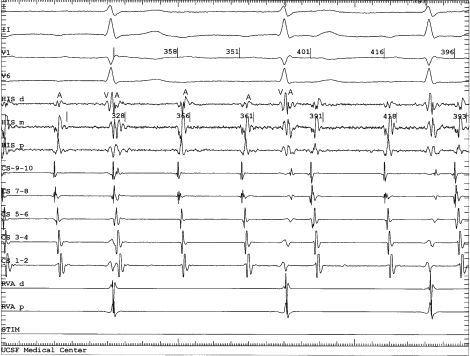 I
II
358 351 401 416 396
V1
V6
A V A A A V A
HIS d
328 366 361 391 418 393
HIS m
HIS p
CS-9-10
CS 7-8
CS 5-6
CS 3-4
CS 1-2
RVA d
RVA p
STIM
UCSF Medical Center